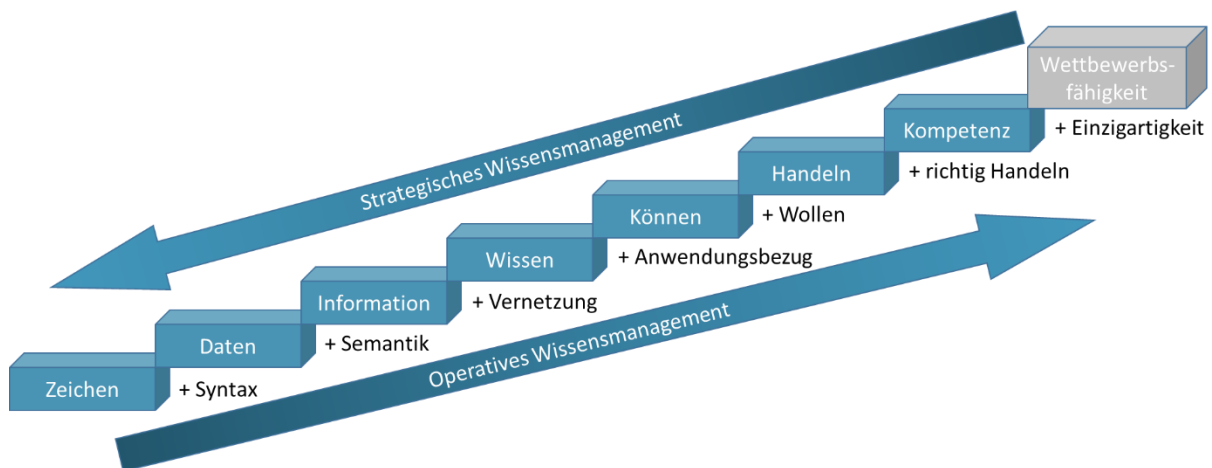 Wettbewerbs-
fähigkeit
Kompetenz
+ Einzigartigkeit
Strategisches Wissensmanagement
Handeln
+ richtig Handeln
Können
+ Wollen
Wissen
+ Anwendungsbezug
Information
+ Vernetzung
Daten
+ Semantik
Operatives Wissensmanagement
Zeichen
+ Syntax